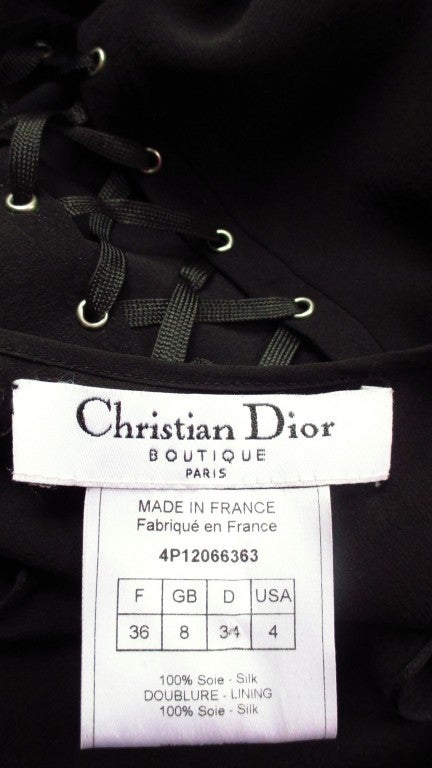 Christian Dior
BOUTIQUE
PARIS
MADE IN FRANCE
Fabriqué en France
4P12066363
F GB D USA
36 8 34 4
100% Soie - Silk
DOUBLURE - LINING
100% Soie - Silk